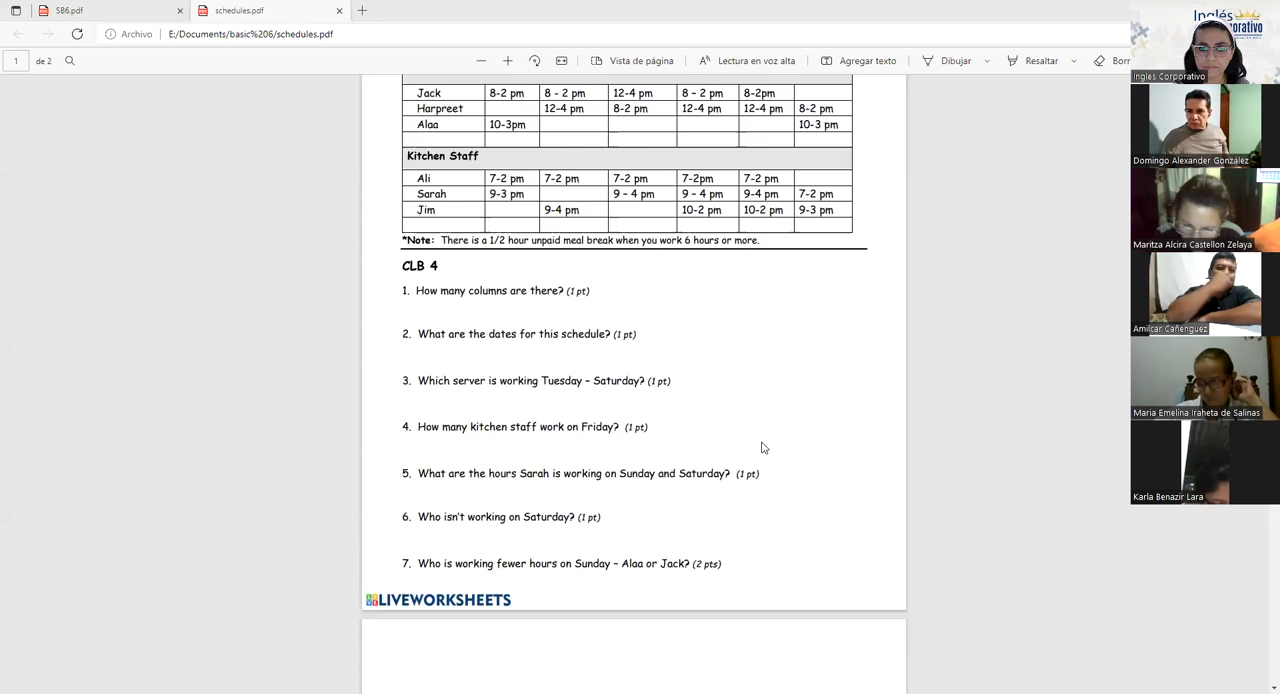 SB6.pdf
schedules.pdf
Archivo
E:/Documents/basic%206/schedules.pdf
1
de 2
Vista de página
Lectura en voz alta
Agregar texto
Dibujar
Resaltar
Jack 8-2 pm 8 - 2 pm 12-4 pm 8 – 2 pm 8-2pm
Harpreet 12-4 pm 8-2 pm 12-4 pm 12-4 pm 8-2 pm
Alaa 10-3pm 10-3 pm
Kitchen Staff
Ali 7-2 pm 7-2 pm 7-2 pm 7-2pm 7-2 pm
Sarah 9-3 pm 9 – 4 pm 9 – 4 pm 9-4 pm 7-2 pm
Jim 9-4 pm 10-2 pm 10-2 pm 9-3 pm
*Note: There is a 1/2 hour unpaid meal break when you work 6 hours or more.
CLB 4
1. How many columns are there? (1 pt)
2. What are the dates for this schedule? (1 pt)
3. Which server is working Tuesday – Saturday? (1 pt)
4. How many kitchen staff work on Friday? (1 pt)
5. What are the hours Sarah is working on Sunday and Saturday? (1 pt)
6. Who isn't working on Saturday? (1 pt)
7. Who is working fewer hours on Sunday – Alaa or Jack? (2 pts)
LIVEWORKSHEETS
Inglés
Ingles Corporativo
Domingo Alexander González
Maritza Alcira Castellon Zelaya
Amilcar Cañenguez
Maria Emelina Iraheta de Salinas
Karla Benazir Lara